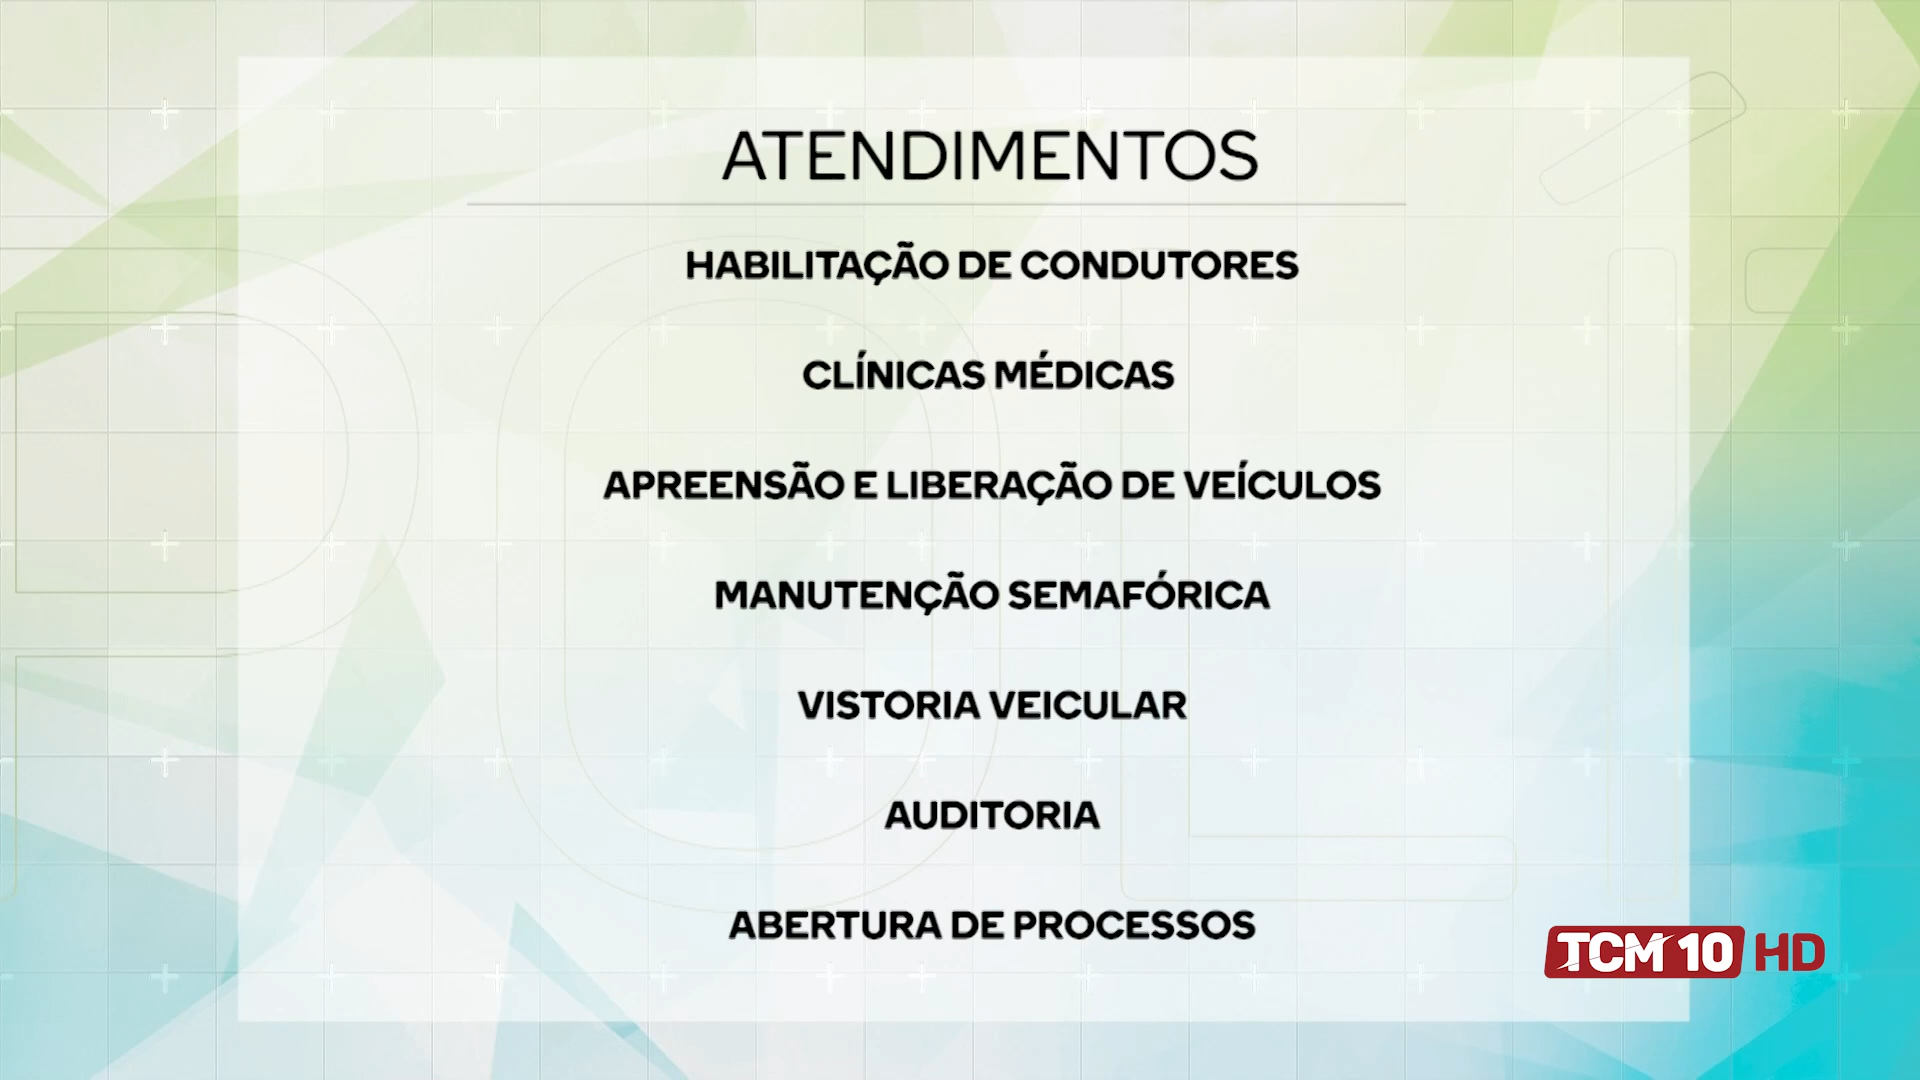 ATENDIMENTOS
HABILITAÇÃO DE CONDUTORES
CLÍNICAS MÉDICAS
APREENSÃO E LIBERAÇÃO DE VEÍCULOS
MANUTENÇÃO SEMAFÓRICA
VISTORIA VEICULAR
AUDITORIA
ABERTURA DE PROCESSOS
TCM 10 HD